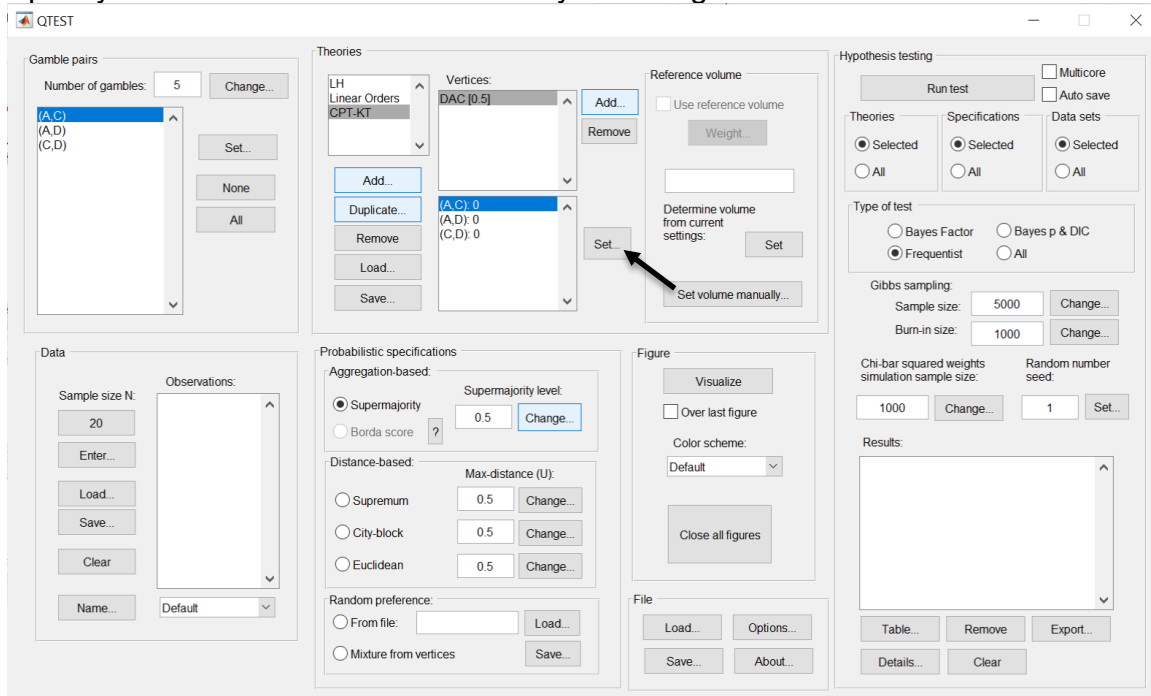 QTEST
Gamble pairs
Number of gambles: 5 Change...
(A,C)
(A,D)
(C,D)
Set...
None
All
Theories
LH
Linear Orders
CPT-KT
Vertices:
DAC [0.5]
Add...
Remove
Add...
Duplicate...
Remove
Load...
Save...
(A,C): 0
(A,D): 0
(C,D): 0
Set...
Reference volume
Use reference volume
Weight...
Determine volume
from current
settings:
Set
Set volume manually...
Hypothesis testing
Run test
Multicore
Auto save
Theories
Selected
All
Specifications
Selected
All
Data sets
Selected
All
Type of test
Bayes Factor
Bayes p & DIC
Frequentist
All
Gibbs sampling:
Sample size: 5000 Change...
Burn-in size: 1000 Change...
Chi-bar squared weights
simulation sample size:
1000 Change...
Random number
seed:
1 Set...
Results:
Table...
Remove
Export...
Details...
Clear
Data
Sample size N:
20
Enter...
Load...
Save...
Clear
Name...
Default
Observations:
Probabilistic specifications
Aggregation-based:
Supermajority
Borda score ?
Supermajority level:
0.5 Change...
Distance-based:
Max-distance (U):
Supremum 0.5 Change...
City-block 0.5 Change...
Euclidean 0.5 Change...
Random preference:
From file: Load...
Mixture from vertices Save...
Figure
Visualize
Over last figure
Color scheme:
Default
Close all figures
File
Load...
Options...
Save...
About...